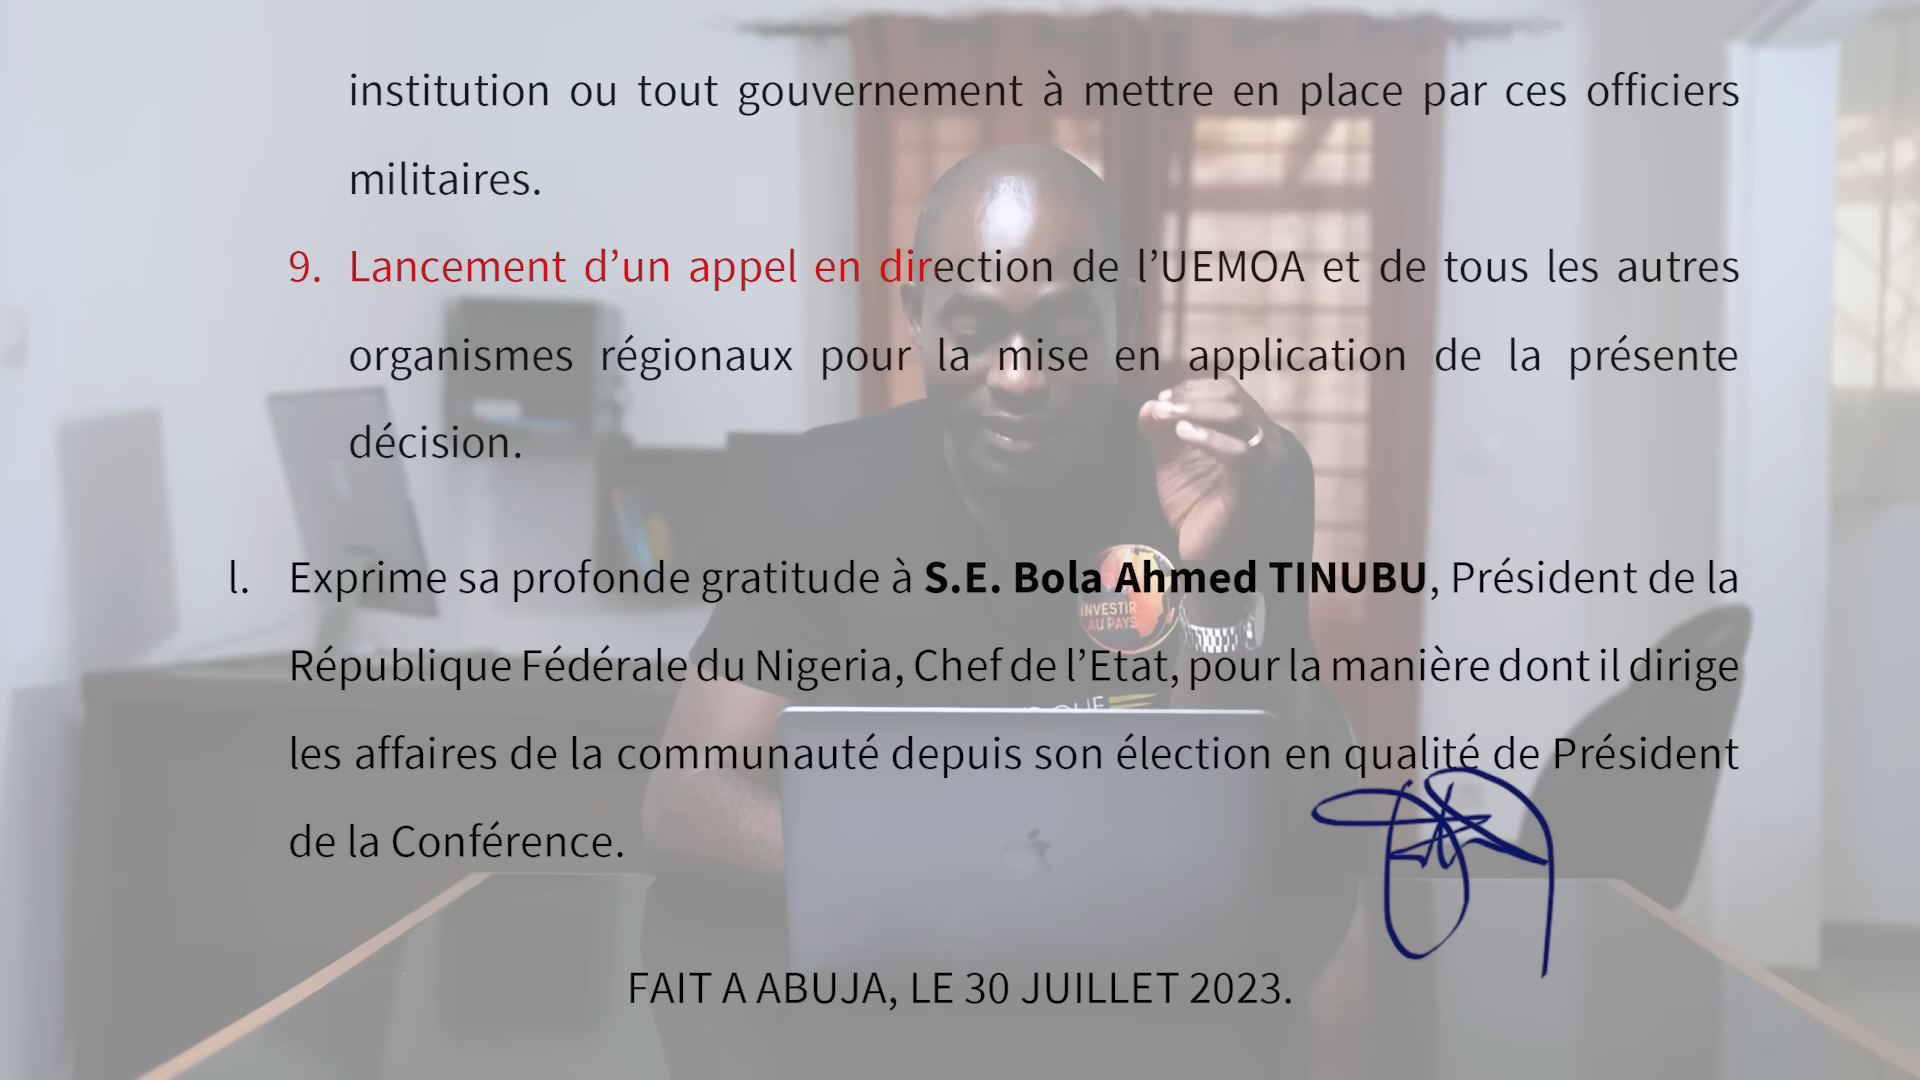 institution ou tout gouvernement à mettre en place par ces officiers
militaires.
9. Lancement d’un appel en direction de l’UEMOA et de tous les autres
organismes régionaux pour la mise en application de la présente
décision.
l. Exprime sa profonde gratitude à S.E. Bola Ahmed TINUBU, Président de la
République Fédérale du Nigeria, Chef de l’Etat, pour la manière dont il dirige
les affaires de la communauté depuis son élection en qualité de Président
de la Conférence.
FAIT A ABUJA, LE 30 JUILLET 2023.
INVESTIR
AU PAYS